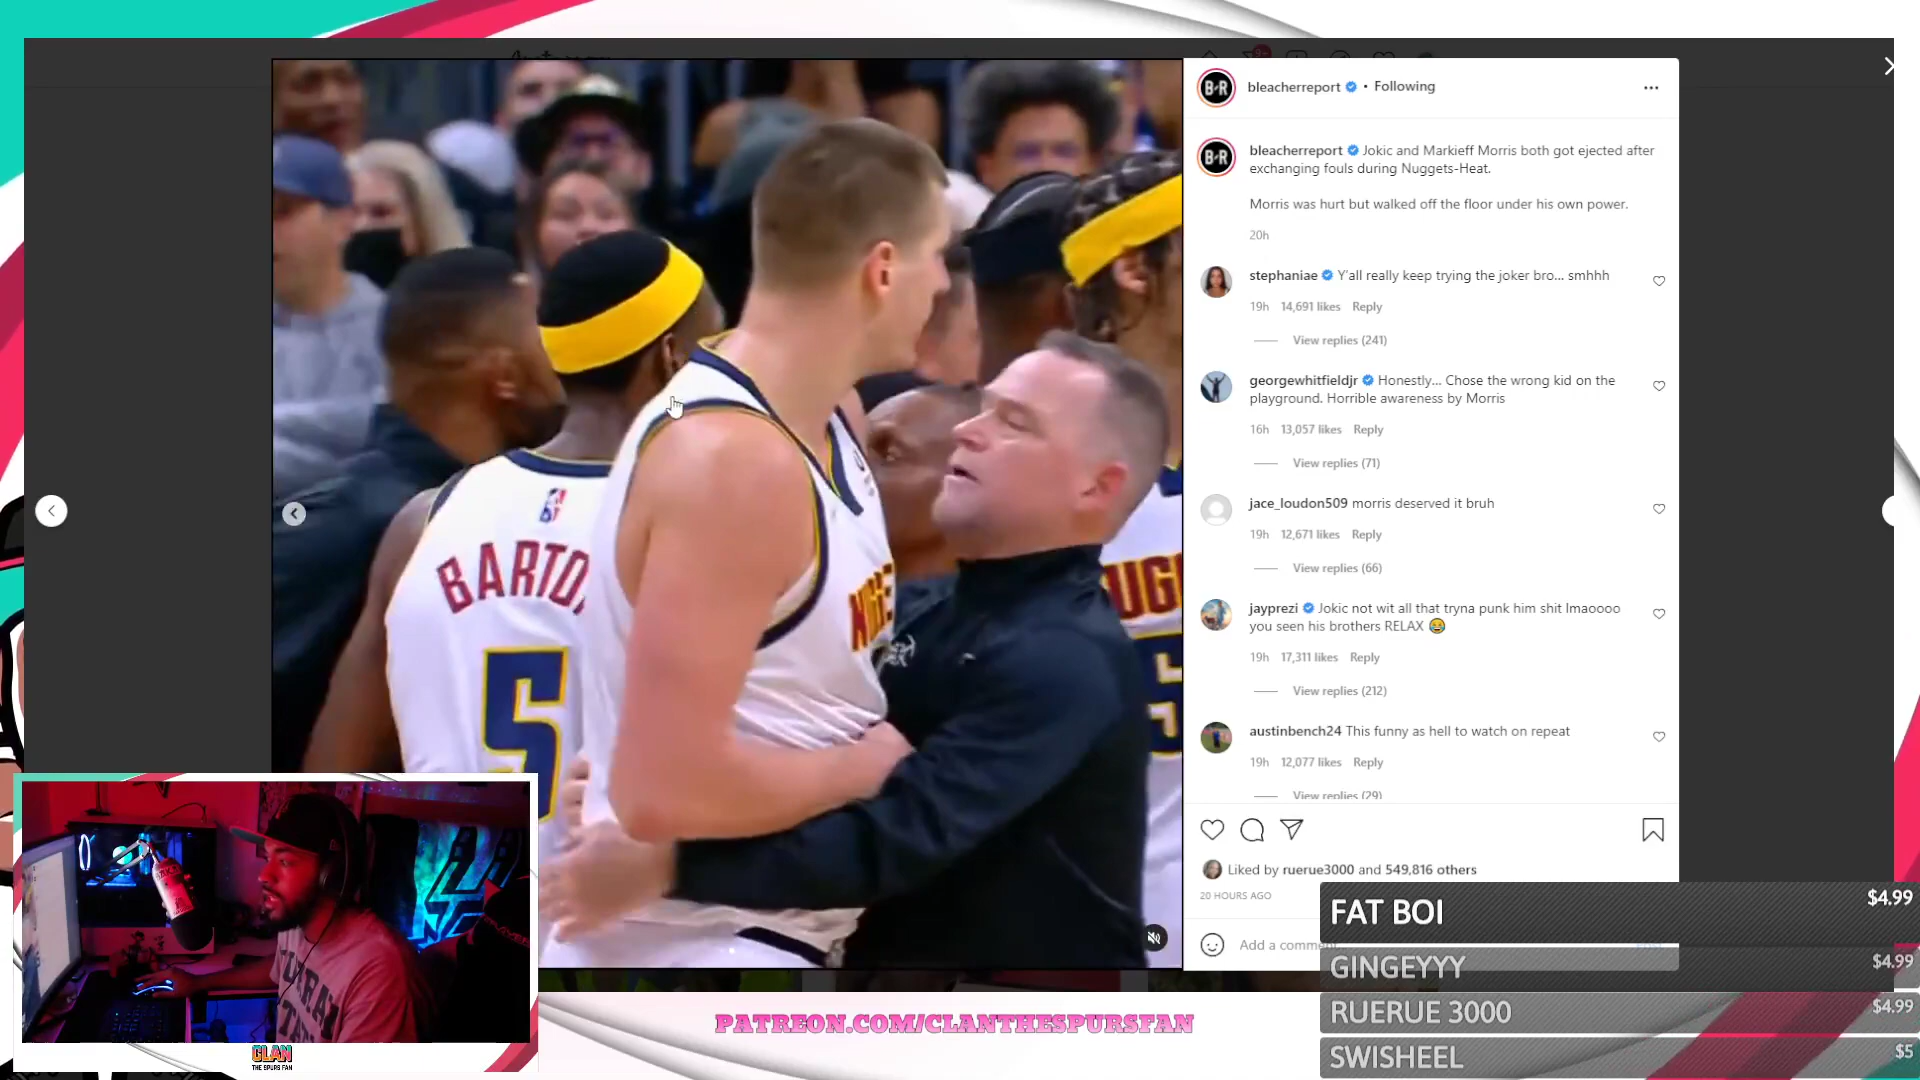 bleacherreport • Following
bleacherreport Jokic and Markieff Morris both got ejected after
exchanging fouls during Nuggets-Heat.
Morris was hurt but walked off the floor under his own power.
20h
stephaniae Y'all really keep trying the joker bro... smhhh
19h 14,691 likes Reply
View replies (241)
georgewhitfieldjr Honestly... Chose the wrong kid on the
playground. Horrible awareness by Morris
16h 13,057 likes Reply
View replies (71)
jace_loudon509 morris deserved it bruh
19h 12,671 likes Reply
View replies (66)
jayprezi Jokic not wit all that tryna punk him shit lmaoooo
you seen his brothers RELAX 😂
19h 17,311 likes Reply
View replies (212)
austinbench24 This funny as hell to watch on repeat
19h 12,077 likes Reply
View replies (29)
Liked by ruerue3000 and 549,816 others
20 HOURS AGO
Add a comment...
B·R
B·R
BARTO
5
FAT BOI $4.99
GINGEYYY $4.99
RUERUE 3000 $4.99
SWISHEEL $5
PATREON.COM/CLANTHESPURSFAN
CLAN
THE SPURS FAN